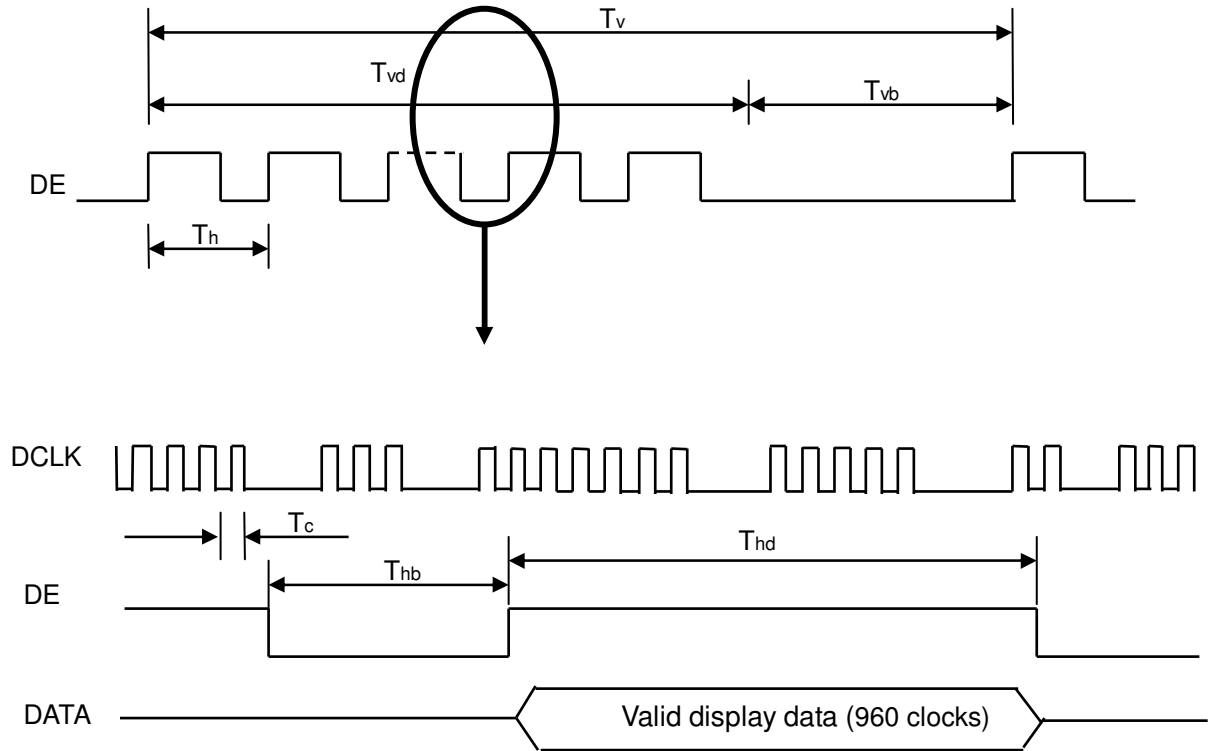 Tv
Tvd
Tvb
DE
Th
DCLK
Tc
Thd
Thb
DE
DATA
Valid display data (960 clocks)